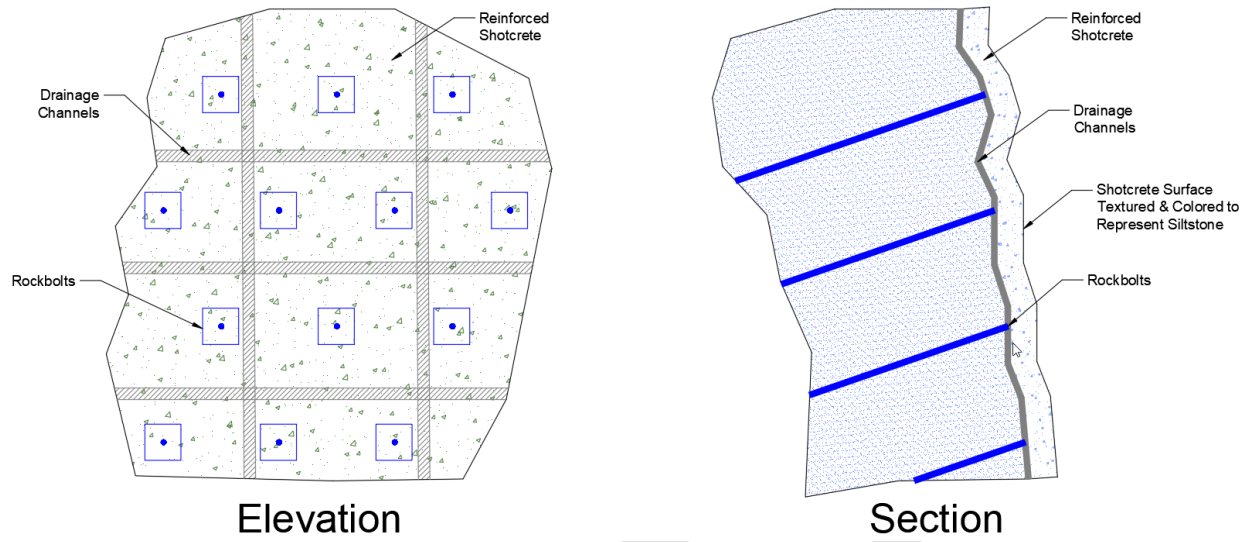 Reinforced
Shotcrete
Drainage
Channels
Rockbolts
Elevation
Reinforced
Shotcrete
Drainage
Channels
Shotcrete Surface
Textured & Colored to
Represent Siltstone
Rockbolts
Section